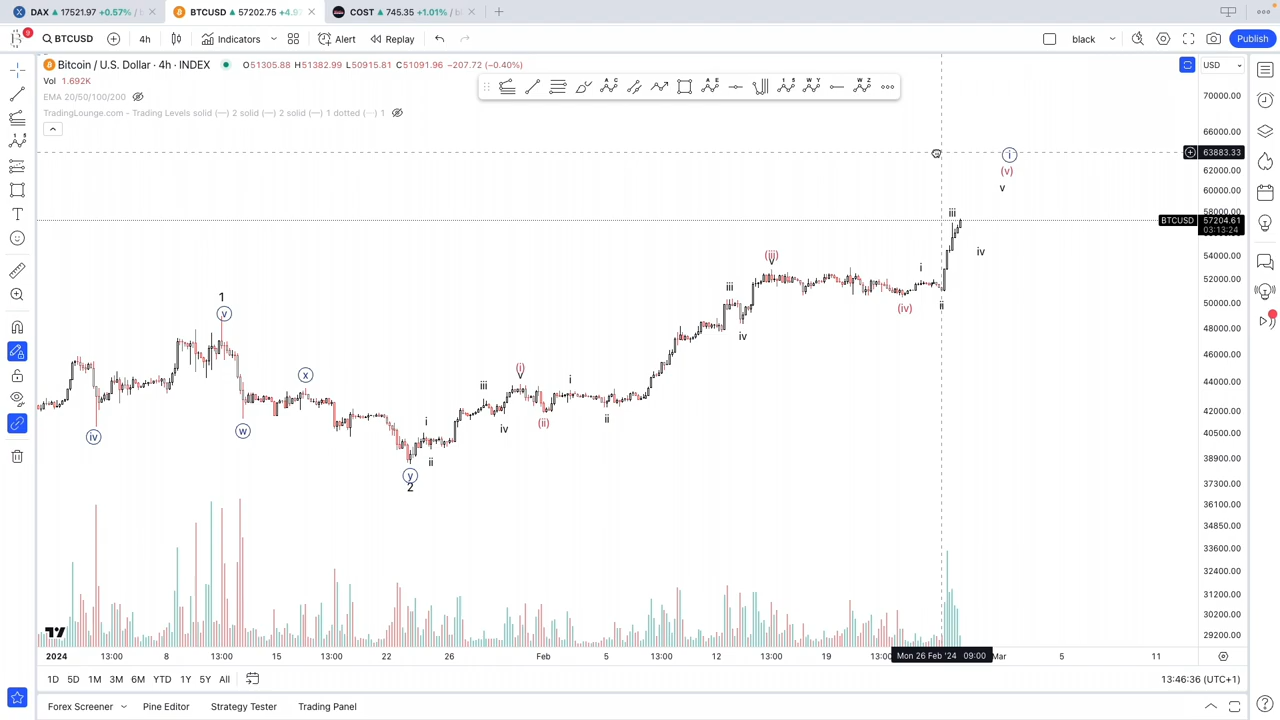 DAX 17521.97 +0.57% / b
BTCUSD 57202.75 +4.8
COST 745.35 +1.01% / b
BTCUSD 4h Indicators Alert Replay black Publish
Bitcoin / U.S. Dollar · 4h · INDEX O51305.88 H51382.99 L50915.81 C51091.96 −207.72 (−0.40%) USD
Vol 1.692K
EMA 20/50/100/200
TradingLounge.com - Trading Levels solid (—) 2 solid (—) 2 solid (—) 1 dotted (—) 1
A C
A E
1 5
W Y
W Z
70000.00
66000.00
63883.33
62000.00
60000.00
58000.00
BTCUSD 57204.61
03:13:24
54000.00
52000.00
50000.00
48000.00
46000.00
44000.00
42000.00
40500.00
38900.00
37300.00
36100.00
34850.00
33600.00
32400.00
31200.00
30200.00
29200.00
i
(v)
v
iii
iv
(iii)
v
i
iii
(iv)
ii
iv
1
v
x
iv
w
(i)
v
iii
i
i
iv
(ii)
ii
ii
y
2
2024 13:00 8 13:00 15 13:00 22 26 Feb 5 13:00 12 13:00 19 13:00 Mon 26 Feb '24 09:00 Mar 5 11
1D 5D 1M 3M 6M YTD 1Y 5Y All 13:46:36 (UTC+1)
Forex Screener Pine Editor Strategy Tester Trading Panel